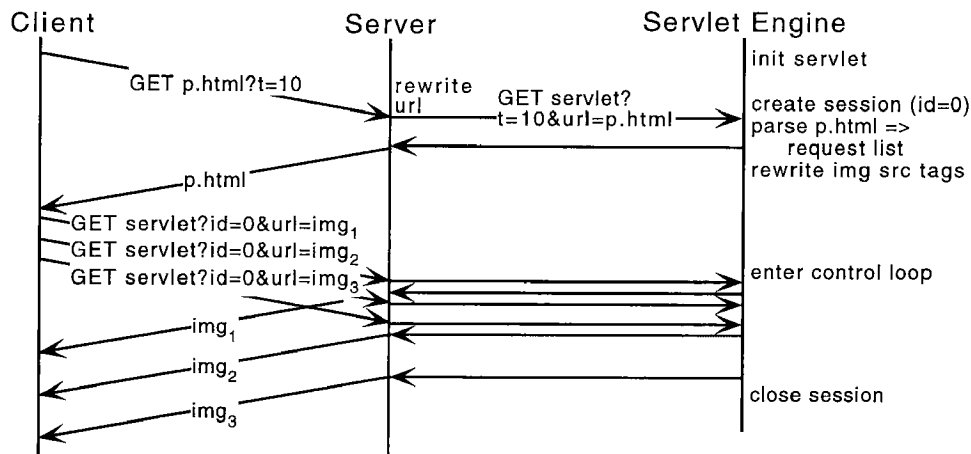 Client
Server
Servlet Engine
init servlet
GET p.html?t=10
rewrite
url
GET servlet?
t=10&url=p.html
create session (id=0)
parse p.html =>
request list
rewrite img src tags
p.html
GET servlet?id=0&url=img₁
GET servlet?id=0&url=img₂
GET servlet?id=0&url=img₃
enter control loop
img₁
img₂
close session
img₃